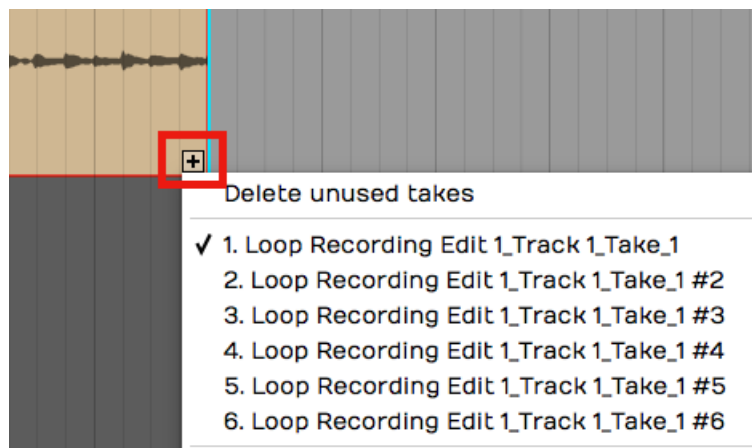 Delete unused takes
✓ 1. Loop Recording Edit 1_Track 1_Take_1
2. Loop Recording Edit 1_Track 1_Take_1 #2
3. Loop Recording Edit 1_Track 1_Take_1 #3
4. Loop Recording Edit 1_Track 1_Take_1 #4
5. Loop Recording Edit 1_Track 1_Take_1 #5
6. Loop Recording Edit 1_Track 1_Take_1 #6